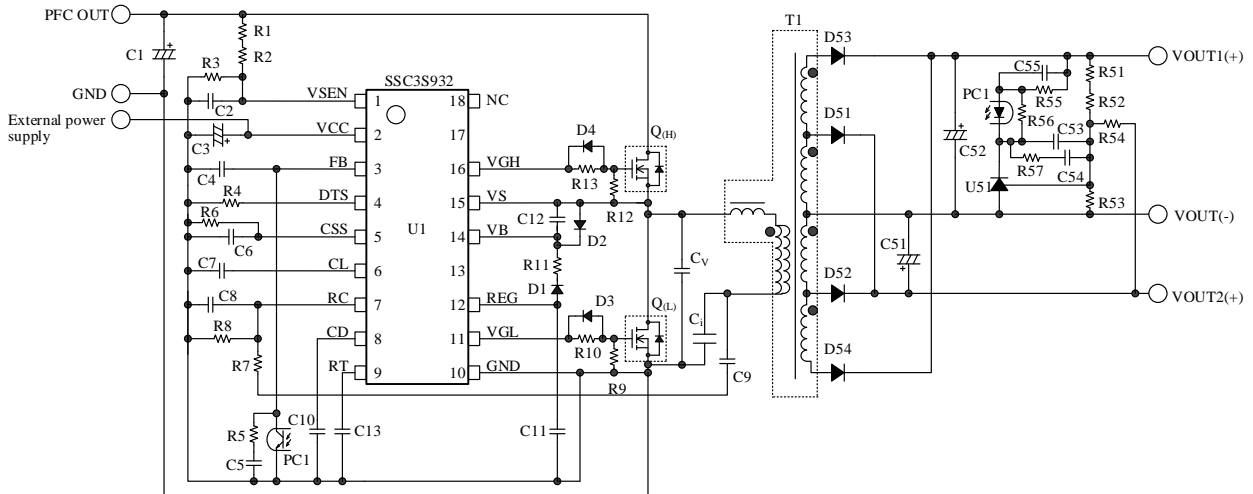 PFC OUT
T1
R1
D53
C1
R2
VOUT1(+)
R3
SSC3S932
C55
R51
GND
C2
VSEN
1
18
NC
PC1
R55
R52
External power
supply
VCC
2
17
D4
Q(H)
D51
R56
C53
R54
C3
C52
C4
FB
3
16
VGH
R13
R57
C54
R4
DTS
4
15
VS
R12
U51
R53
R6
C12
CSS
5
U1
14
VB
D2
VOUT(-)
C6
C51
C7
CL
6
13
R11
CV
D1
D52
C8
RC
7
12
REG
D3
Q(L)
Ci
VOUT2(+)
R8
CD
8
11
VGL
R10
R7
D54
RT
9
10
GND
R9
C9
R5
C10
C13
C11
C5
PC1